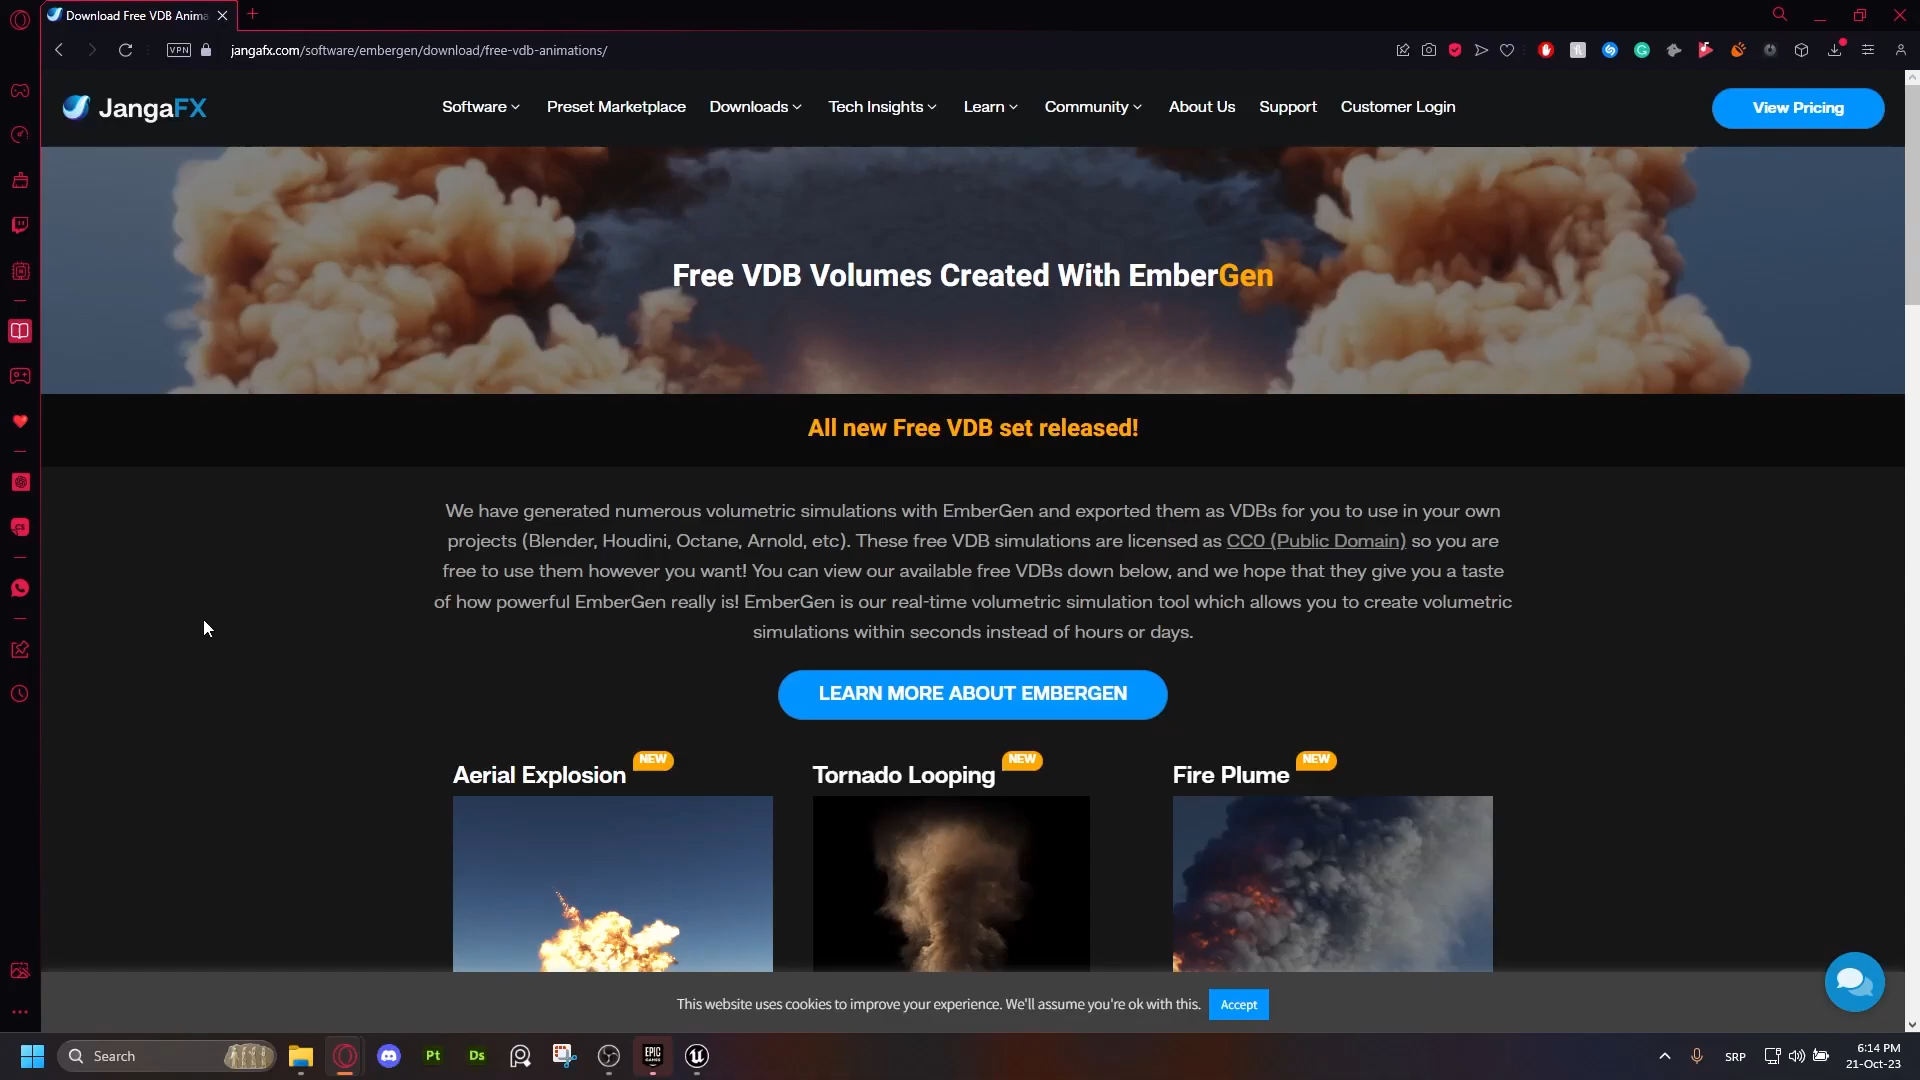 Download Free VDB Anima
VPN
jangafx.com/software/embergen/download/free-vdb-animations/
JangaFX
Software
Preset Marketplace
Downloads
Tech Insights
Learn
Community
About Us
Support
Customer Login
View Pricing
Free VDB Volumes Created With EmberGen
All new Free VDB set released!
We have generated numerous volumetric simulations with EmberGen and exported them as VDBs for you to use in your own
projects (Blender, Houdini, Octane, Arnold, etc). These free VDB simulations are licensed as CC0 (Public Domain) so you are
free to use them however you want! You can view our available free VDBs down below, and we hope that they give you a taste
of how powerful EmberGen really is! EmberGen is our real-time volumetric simulation tool which allows you to create volumetric
simulations within seconds instead of hours or days.
LEARN MORE ABOUT EMBERGEN
Aerial Explosion NEW
Tornado Looping NEW
Fire Plume NEW
This website uses cookies to improve your experience. We'll assume you're ok with this.
Accept
Search
Pt
Ds
EPIC
GAMES
SRP
6:14 PM
21-Oct-23